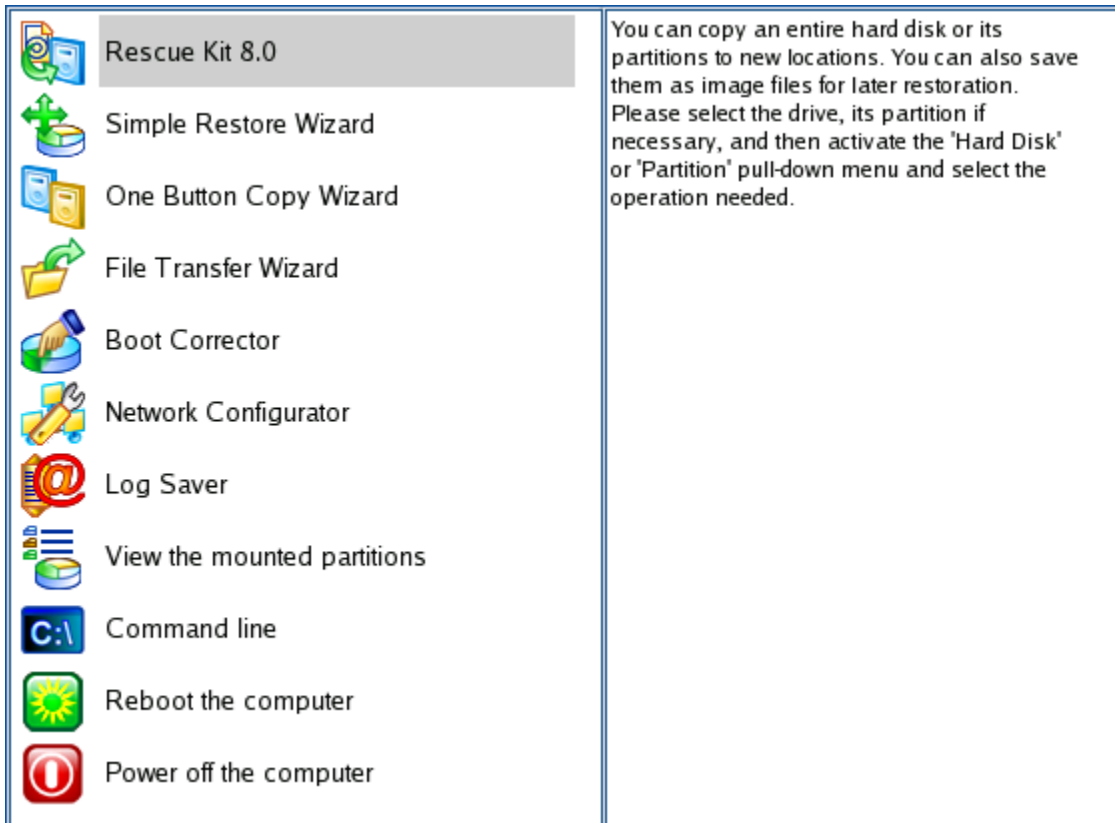 Rescue Kit 8.0
Simple Restore Wizard
One Button Copy Wizard
File Transfer Wizard
Boot Corrector
Network Configurator
@
Log Saver
View the mounted partitions
C:\
Command line
Reboot the computer
Power off the computer
You can copy an entire hard disk or its
partitions to new locations. You can also save
them as image files for later restoration.
Please select the drive, its partition if
necessary, and then activate the 'Hard Disk'
or 'Partition' pull-down menu and select the
operation needed.